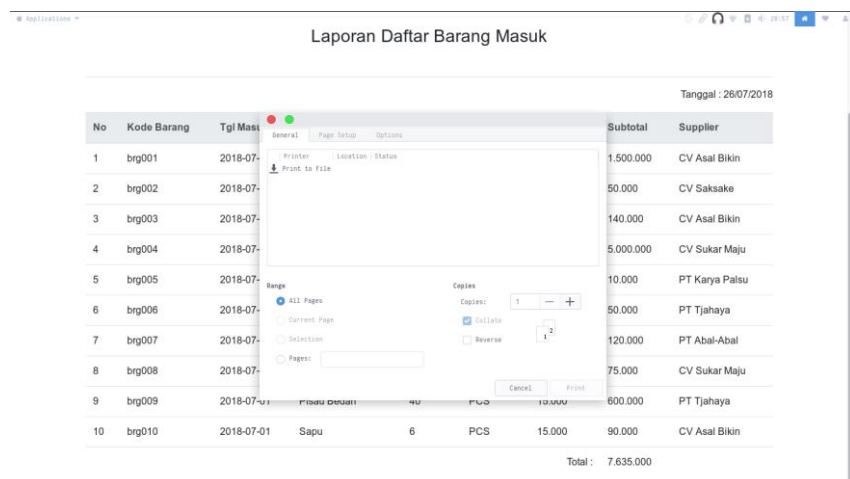 Applications
20:57
Laporan Daftar Barang Masuk
Tanggal : 26/07/2018
No Kode Barang Tgl Masu Subtotal Supplier
1 brg001 2018-07- 1.500.000 CV Asal Bikin
2 brg002 2018-07- 50.000 CV Saksake
3 brg003 2018-07- 140.000 CV Asal Bikin
4 brg004 2018-07- 5.000.000 CV Sukar Maju
5 brg005 2018-07- 10.000 PT Karya Palsu
6 brg006 2018-07- 50.000 PT Tjahaya
7 brg007 2018-07- 120.000 PT Abal-Abal
8 brg008 2018-07- 75.000 CV Sukar Maju
9 brg009 2018-07-01 Pisau Bedah 40 PCS 15.000 600.000 PT Tjahaya
10 brg010 2018-07-01 Sapu 6 PCS 15.000 90.000 CV Asal Bikin
Total : 7.635.000
General Page Setup Options
Printer Location Status
Print to File
Range
All Pages
Current Page
Selection
Pages:
Copies
Copies: 1
Collate
Reverse
1 2
Cancel Print